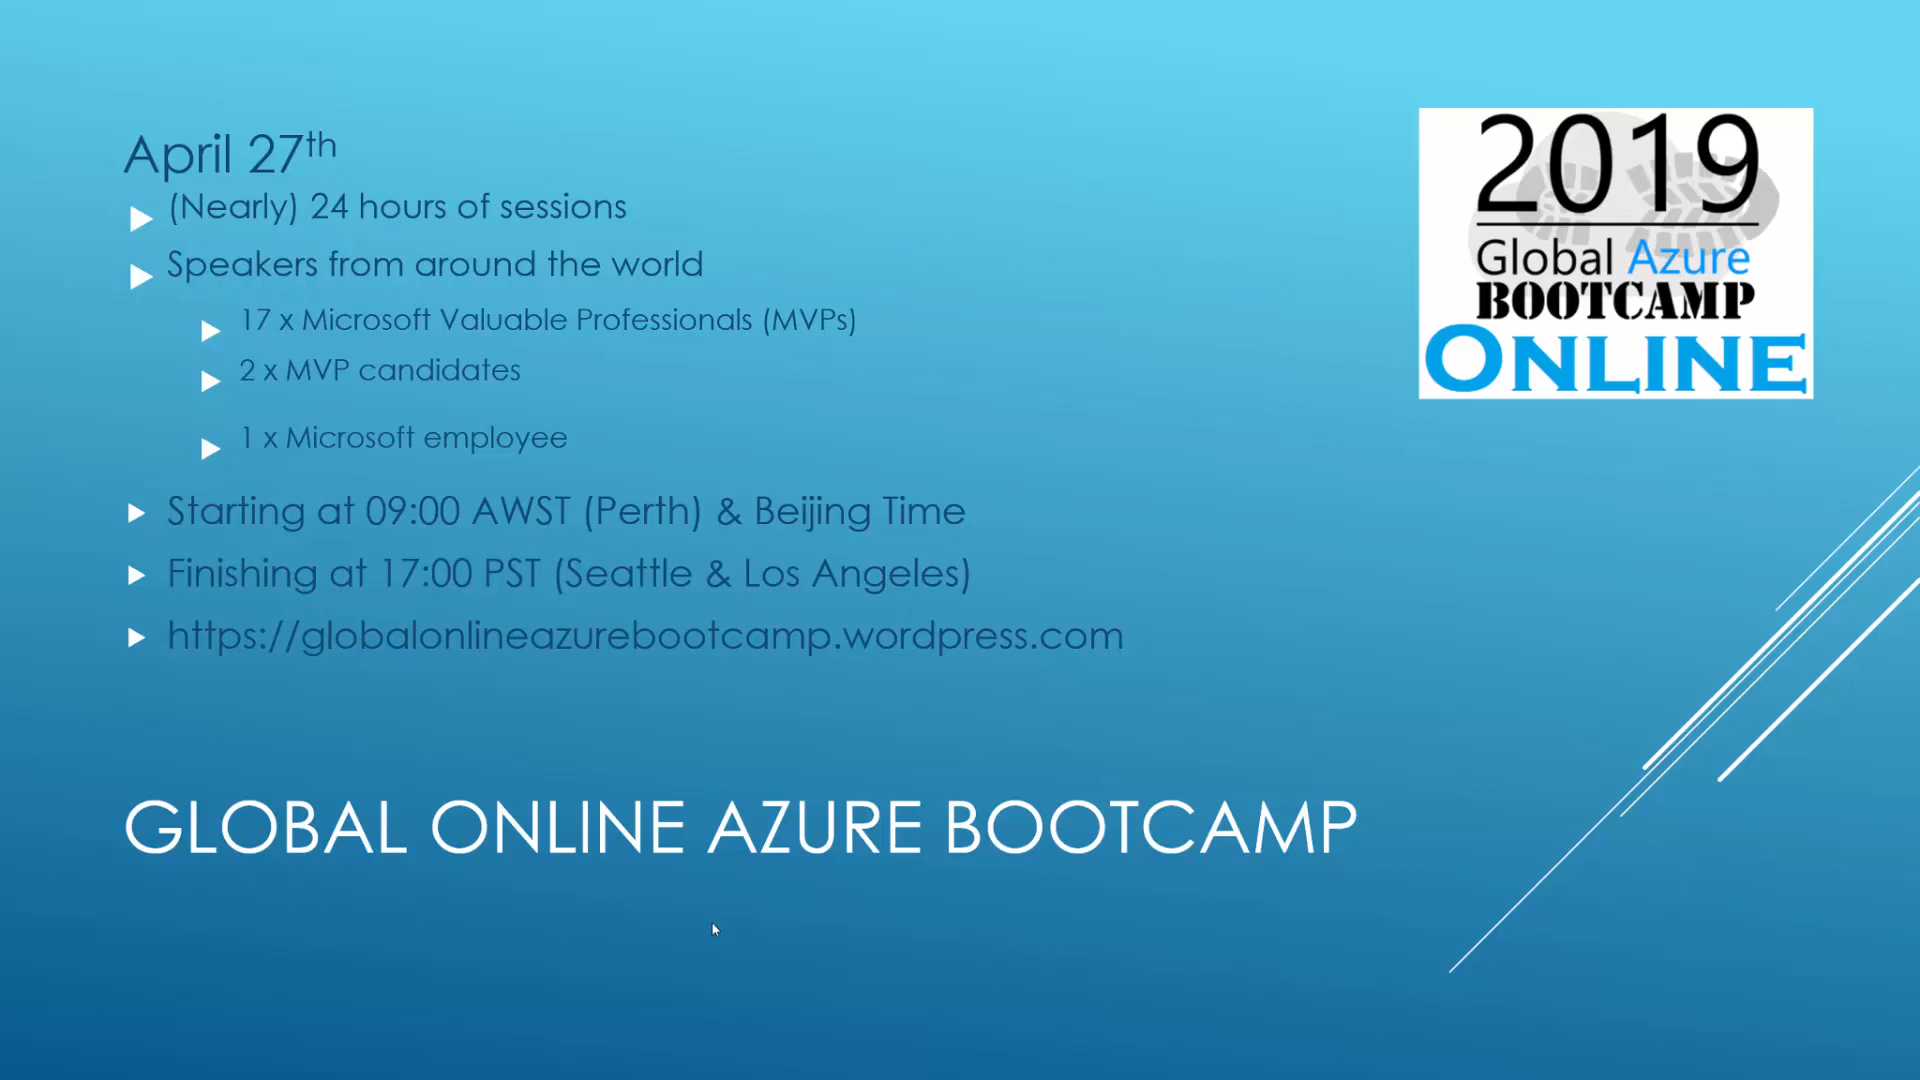 April 27th
(Nearly) 24 hours of sessions
Speakers from around the world
17 x Microsoft Valuable Professionals (MVPs)
2 x MVP candidates
1 x Microsoft employee
Starting at 09:00 AWST (Perth) & Beijing Time
Finishing at 17:00 PST (Seattle & Los Angeles)
https://globalonlineazurebootcamp.wordpress.com
GLOBAL ONLINE AZURE BOOTCAMP
2019
Global Azure
BOOTCAMP
ONLINE